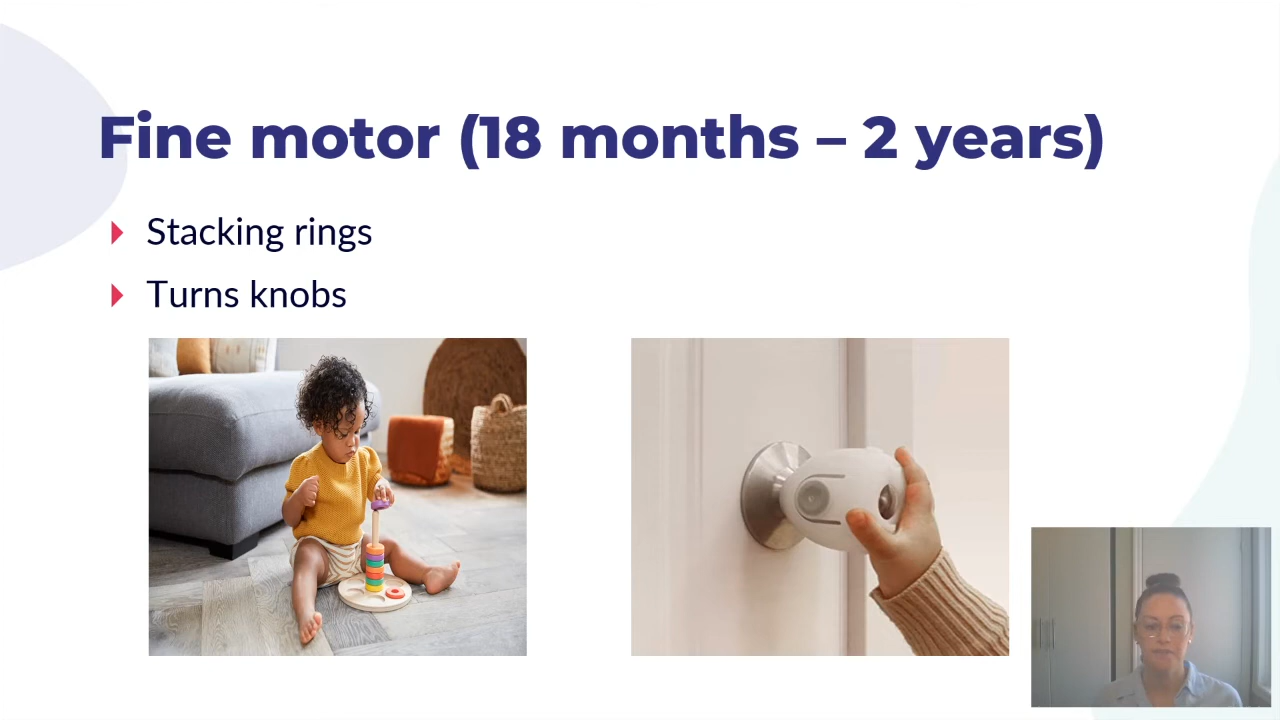 Fine motor (18 months – 2 years)
Stacking rings
Turns knobs